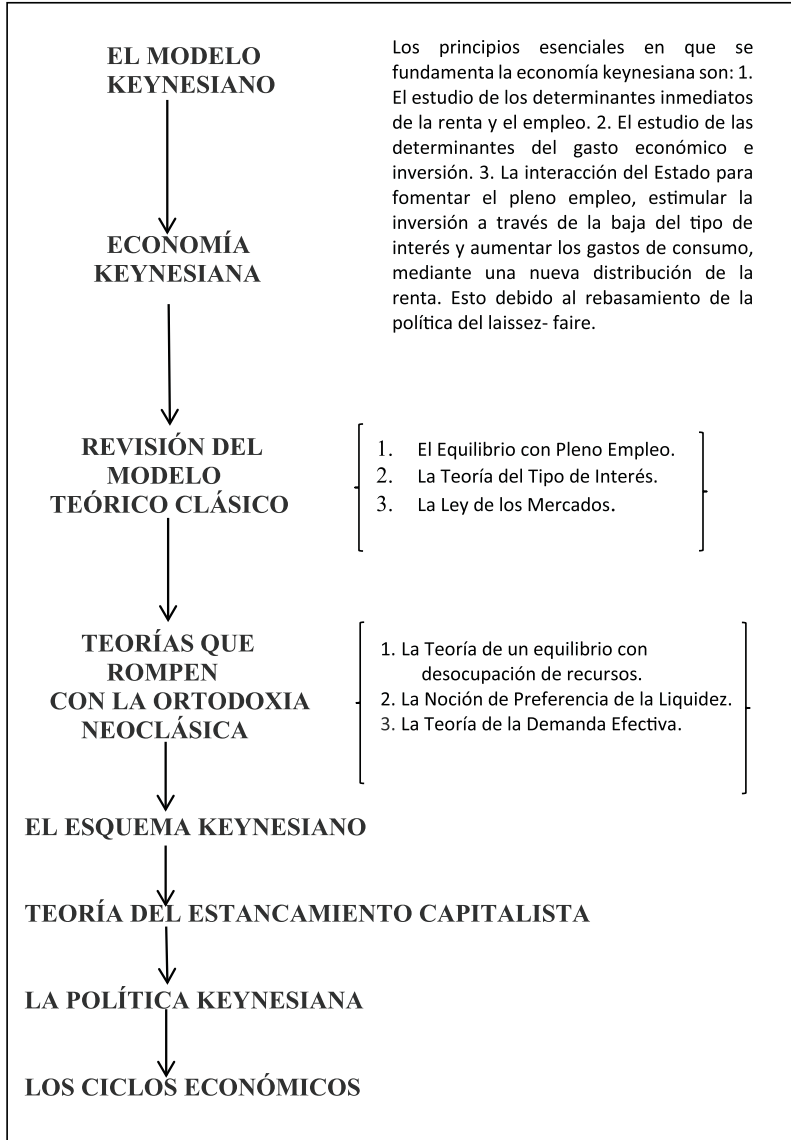 EL MODELO
KEYNESIANO
Los principios esenciales en que se
fundamenta la economía keynesiana son: 1.
El estudio de los determinantes inmediatos
de la renta y el empleo. 2. El estudio de las
determinantes del gasto económico e
inversión. 3. La interacción del Estado para
fomentar el pleno empleo, estimular la
inversión a través de la baja del tipo de
interés y aumentar los gastos de consumo,
mediante una nueva distribución de la
renta. Esto debido al rebasamiento de la
política del laissez- faire.
ECONOMÍA
KEYNESIANA
REVISIÓN DEL
MODELO
TEÓRICO CLÁSICO
1. El Equilibrio con Pleno Empleo.
2. La Teoría del Tipo de Interés.
3. La Ley de los Mercados.
TEORÍAS QUE
ROMPEN
CON LA ORTODOXIA
NEOCLÁSICA
1. La Teoría de un equilibrio con
desocupación de recursos.
2. La Noción de Preferencia de la Liquidez.
3. La Teoría de la Demanda Efectiva.
EL ESQUEMA KEYNESIANO
TEORÍA DEL ESTANCAMIENTO CAPITALISTA
LA POLÍTICA KEYNESIANA
LOS CICLOS ECONÓMICOS